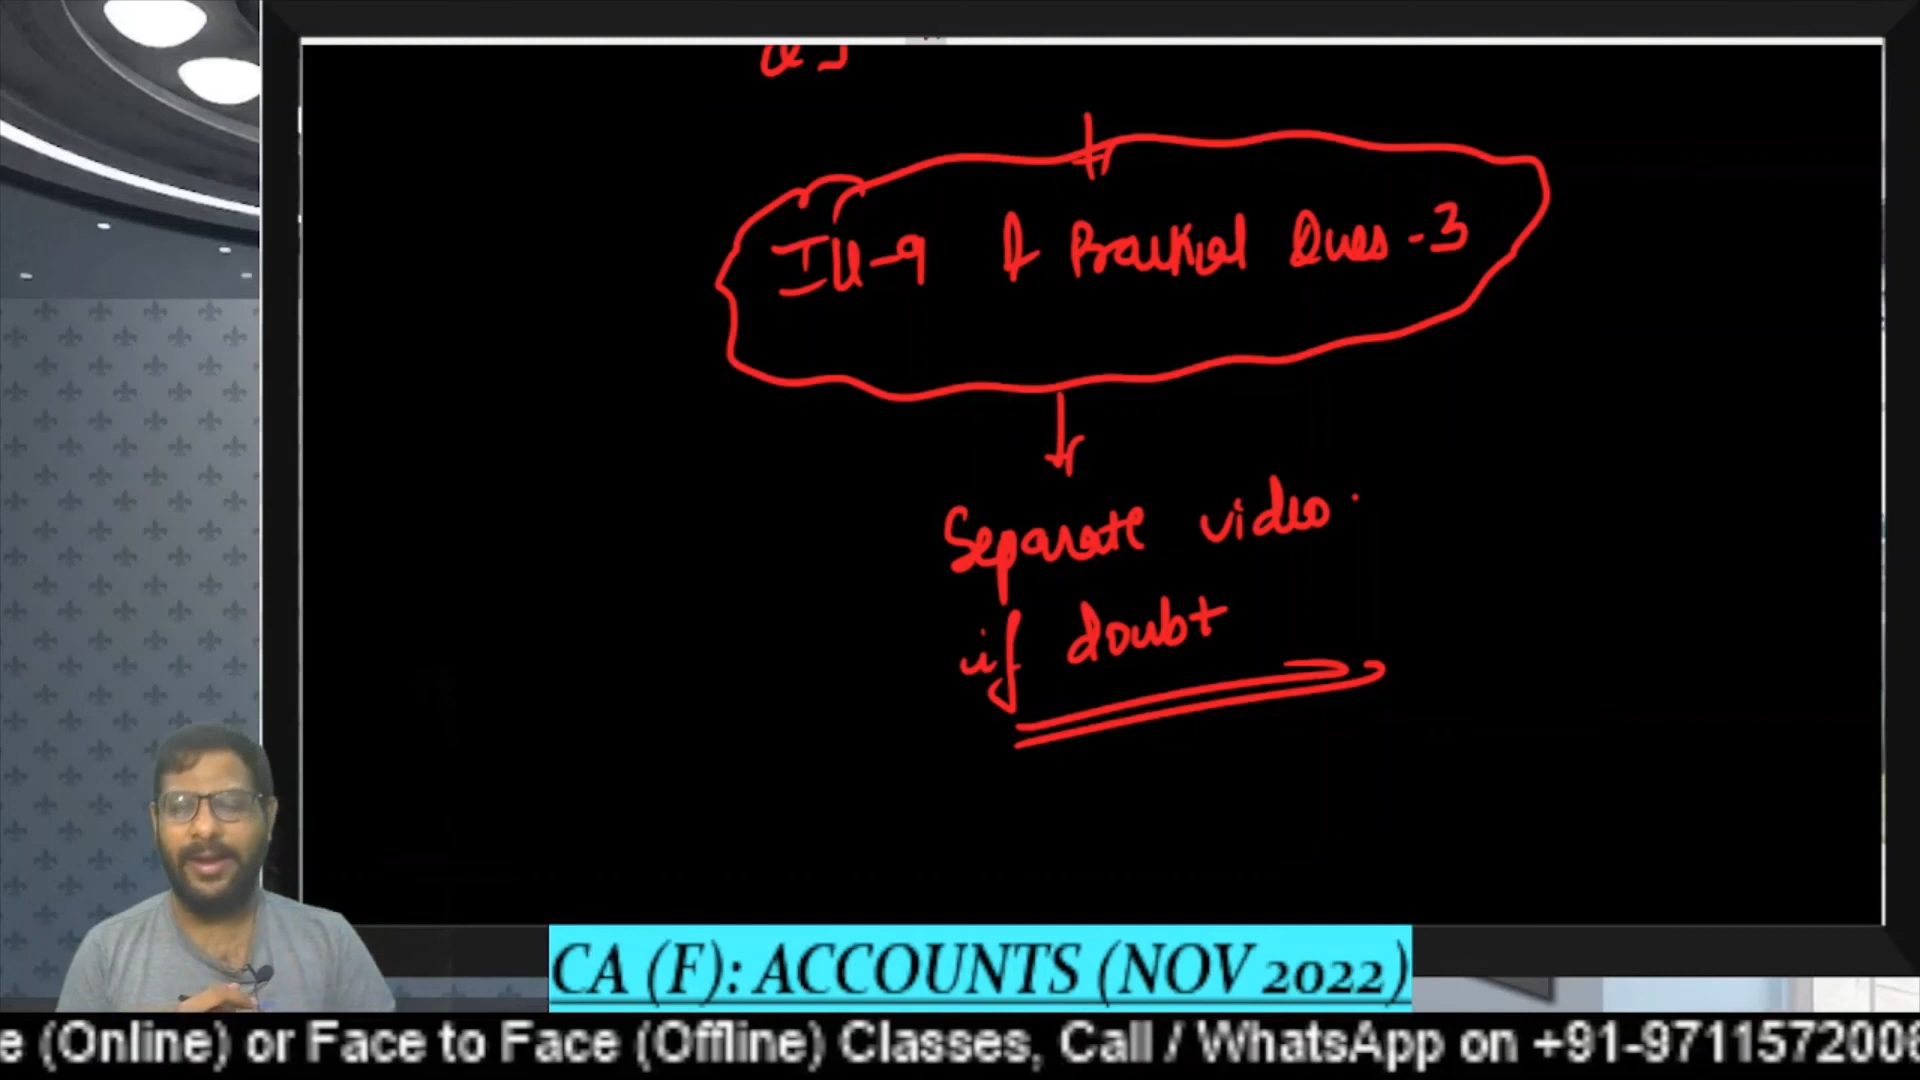 Ill-9 & Practical Ques-3
Separate video.
if doubt
CA (F): ACCOUNTS (NOV 2022)
e (Online) or Face to Face (Offline) Classes, Call / WhatsApp on +91-9711572006